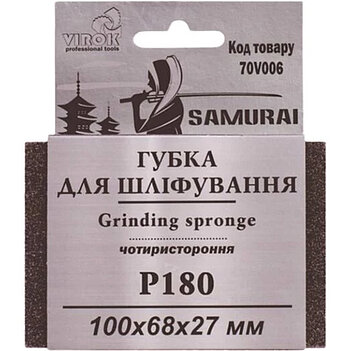 VIROK
professional tools
Код товару
70V006
SAMURAI
ГУБКА
ДЛЯ ШЛІФУВАННЯ
Grinding spronge
чотиристороння
P180
100x68x27 мм